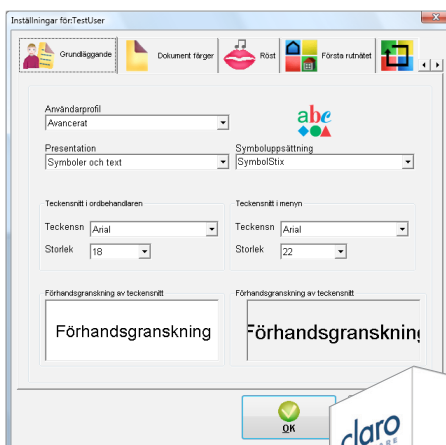 Inställningar för:TestUser
Grundläggande
Dokument färger
Röst
Första rutnätet
Användarprofil
Avancerat
abc
Presentation
Symboluppsättning
Symboler och text
SymbolStix
Teckensnitt i ordbehandlaren
Teckensnitt i menyn
Teckensn Arial
Teckensn Arial
Storlek 18
Storlek 22
Förhandsgranskning av teckensnitt
Förhandsgranskning av teckensnitt
Förhandsgranskning
Förhandsgranskning
OK
claro